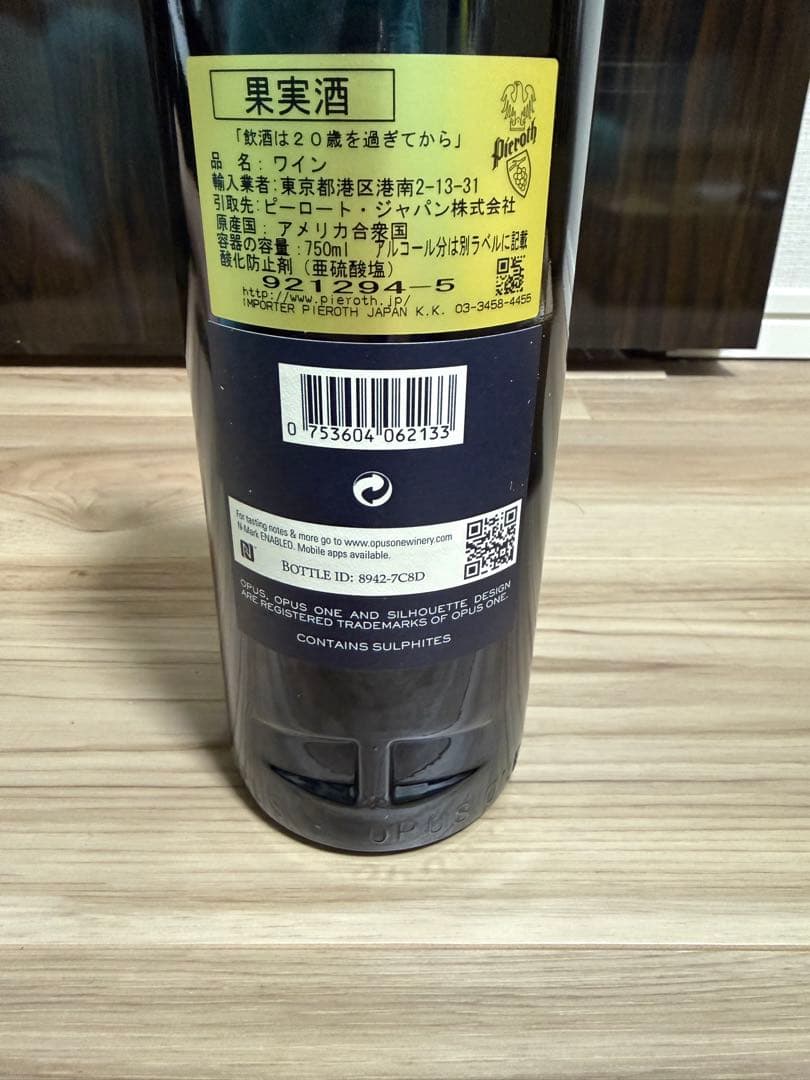 果実酒
「飲酒は20歳を過ぎてから」
Pieroth
品 名：ワイン
輸入業者：東京都港区港南2-13-31
引取先：ピーロート・ジャパン株式会社
原産国：アメリカ合衆国
容器の容量：750ml アルコール分は別ラベルに記載
酸化防止剤（亜硫酸塩）
921294-5
http://www.pieroth.jp/
IMPORTER PIEROTH JAPAN K.K. 03-3458-4455
0 753604 062133
For tasting notes & more go to www.opusonewinery.com
N-Mark ENABLED. Mobile apps available.
BOTTLE ID: 8942-7C8D
OPUS, OPUS ONE AND SILHOUETTE DESIGN
ARE REGISTERED TRADEMARKS OF OPUS ONE.
CONTAINS SULPHITES
OPUS ON